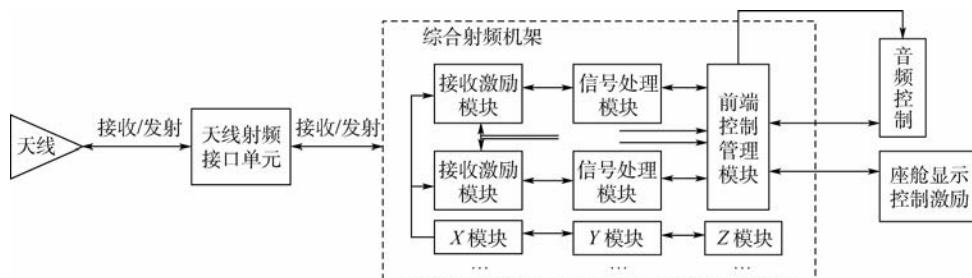 综合射频机架
天线
接收/发射
天线射频
接口单元
接收/发射
接收激励
模块
信号处理
模块
接收激励
模块
信号处理
模块
前端
控制
管理
模块
X 模块
Y 模块
Z 模块
…
…
…
音
频
控
制
座舱显示
控制激励